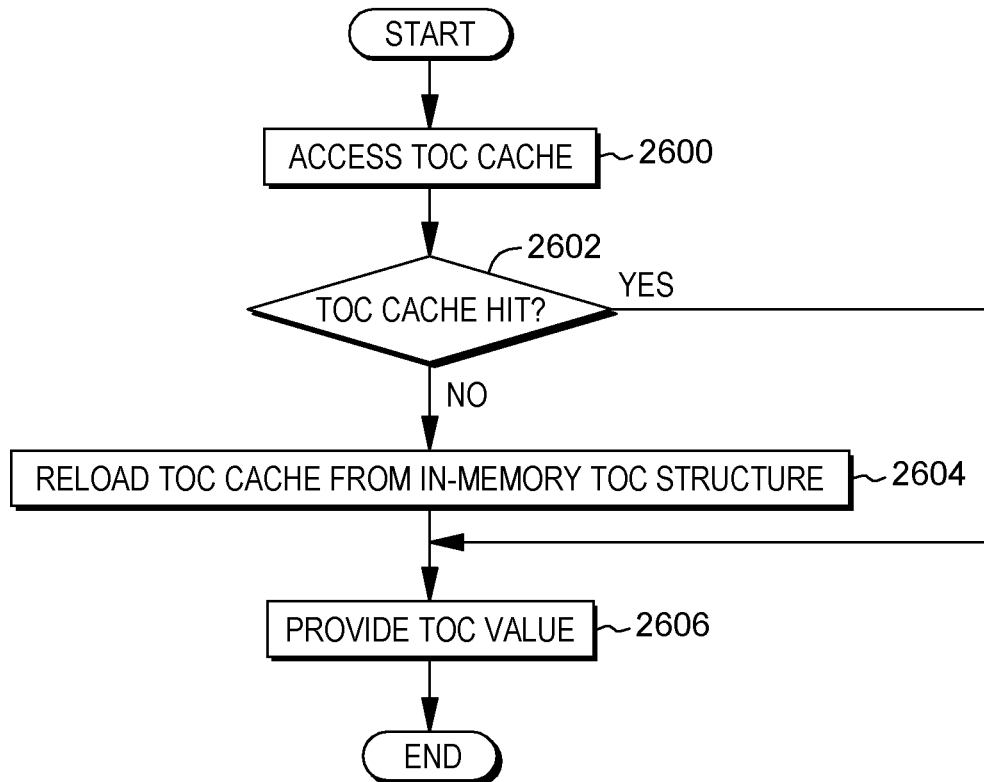 START
ACCESS TOC CACHE
2600
2602
TOC CACHE HIT?
YES
NO
RELOAD TOC CACHE FROM IN-MEMORY TOC STRUCTURE
2604
PROVIDE TOC VALUE
2606
END